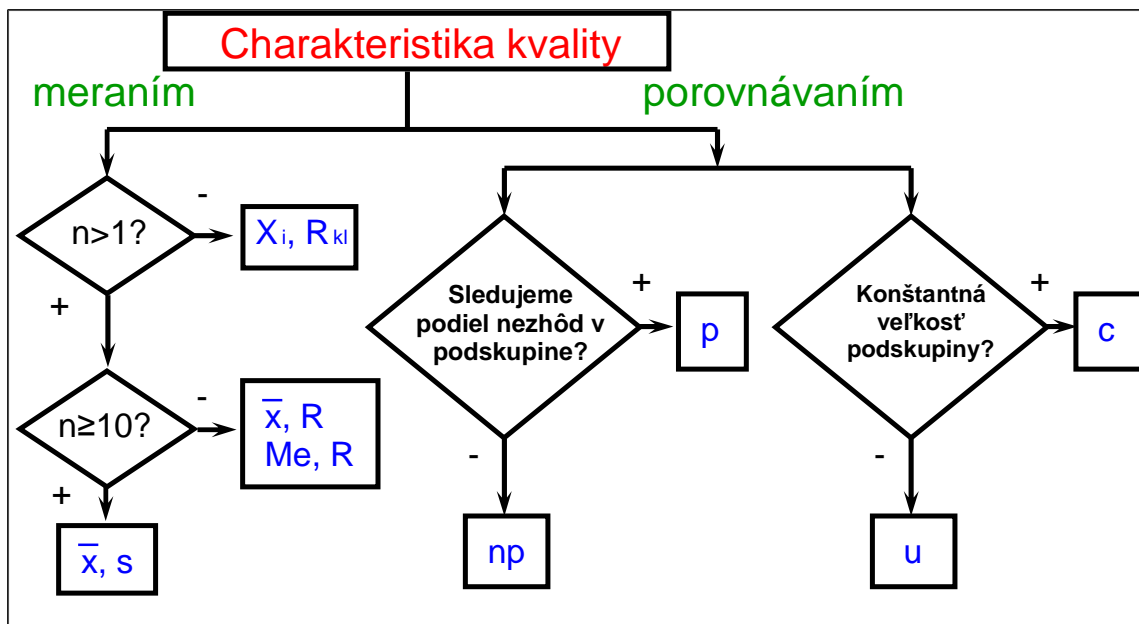 Charakteristika kvality
meraním
porovnávaním
n>1?
-
Xi, Rkl
+
n≥10?
-
x̅, R
Me, R
+
x̅, s
Sledujeme
podiel nezhôd v
podskupine?
+
p
-
np
Konštantná
veľkosť
podskupiny?
+
c
-
u